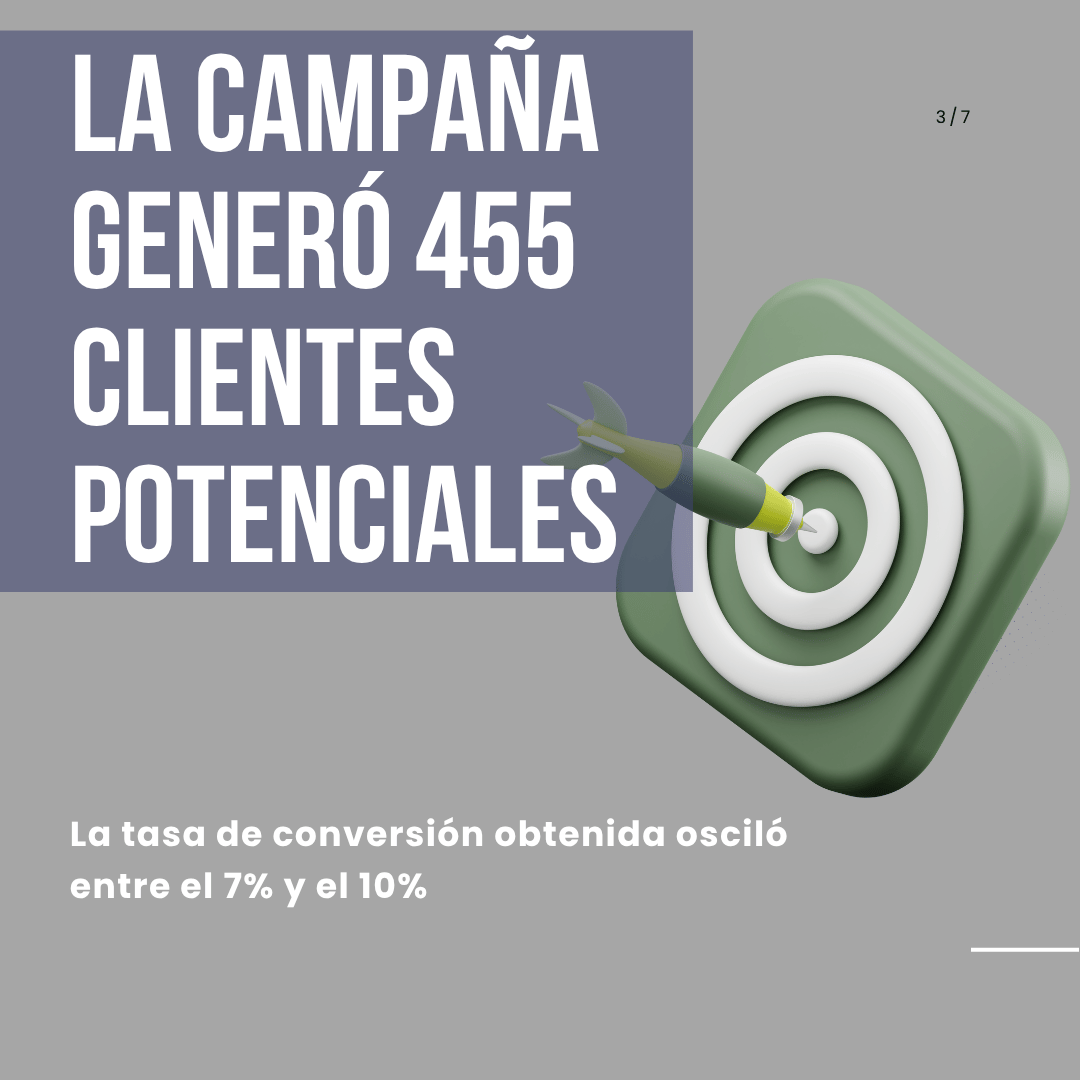 LA CAMPAÑA
GENERÓ 455
CLIENTES
POTENCIALES
3/7
La tasa de conversión obtenida osciló
entre el 7% y el 10%